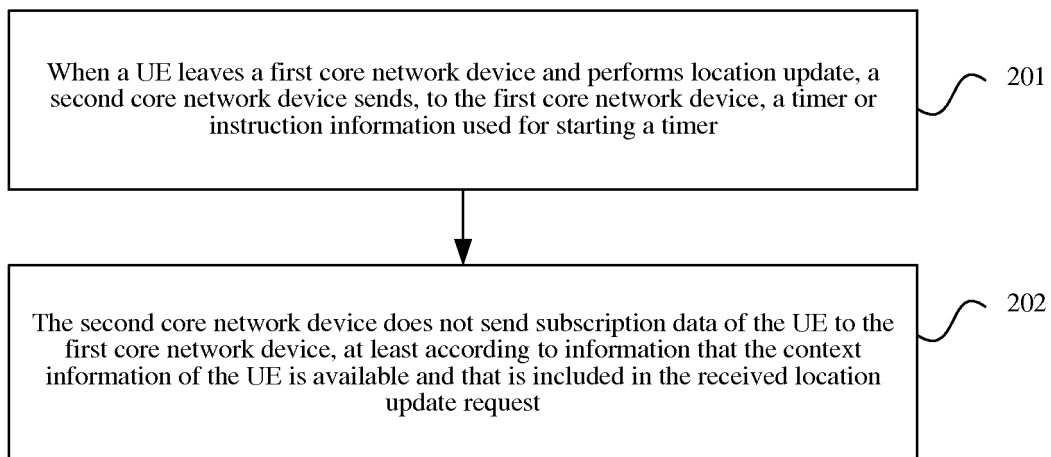 When a UE leaves a first core network device and performs location update, a
second core network device sends, to the first core network device, a timer or
instruction information used for starting a timer
201
The second core network device does not send subscription data of the UE to the
first core network device, at least according to information that the context
information of the UE is available and that is included in the received location
update request
202